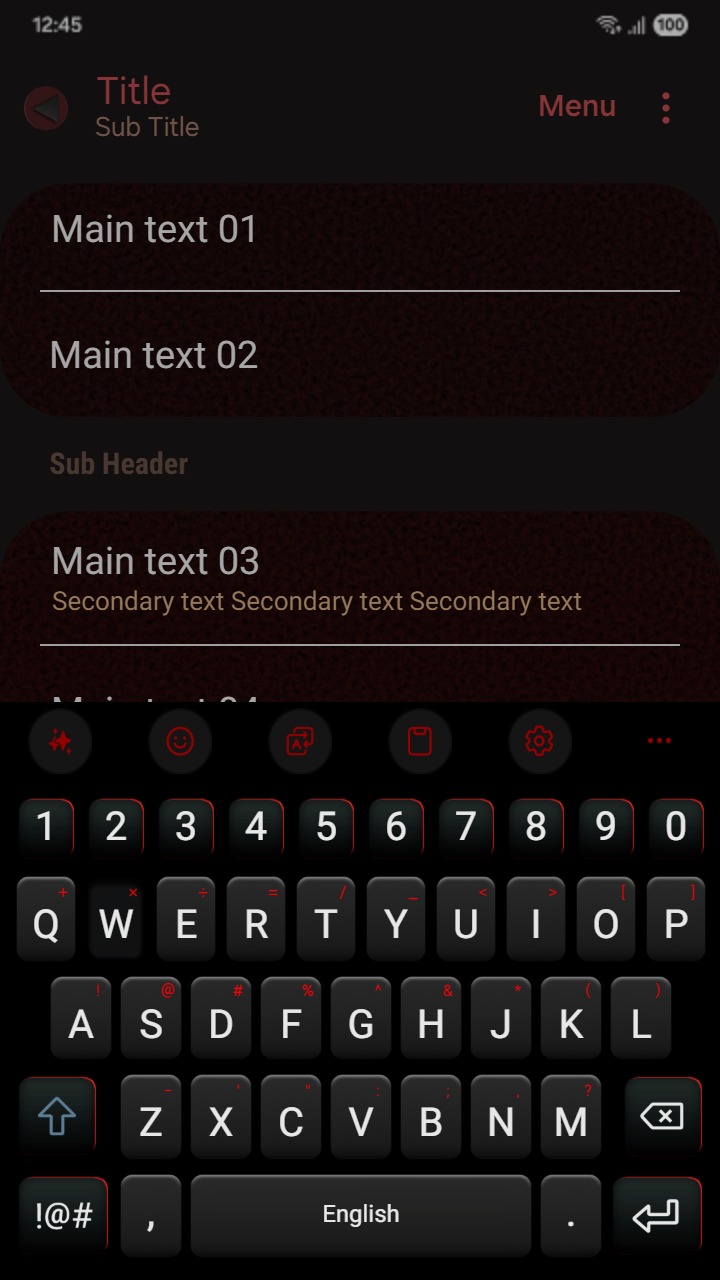 12:45 100
Title
Sub Title
Menu
Main text 01
Main text 02
Sub Header
Main text 03
Secondary text Secondary text Secondary text
1 2 3 4 5 6 7 8 9 0
+ × ÷ = / _ < > [ ]
Q W E R T Y U I O P
! @ # % ^ & * ( )
A S D F G H J K L
- ' " : ; , ?
Z X C V B N M
!@# , English .